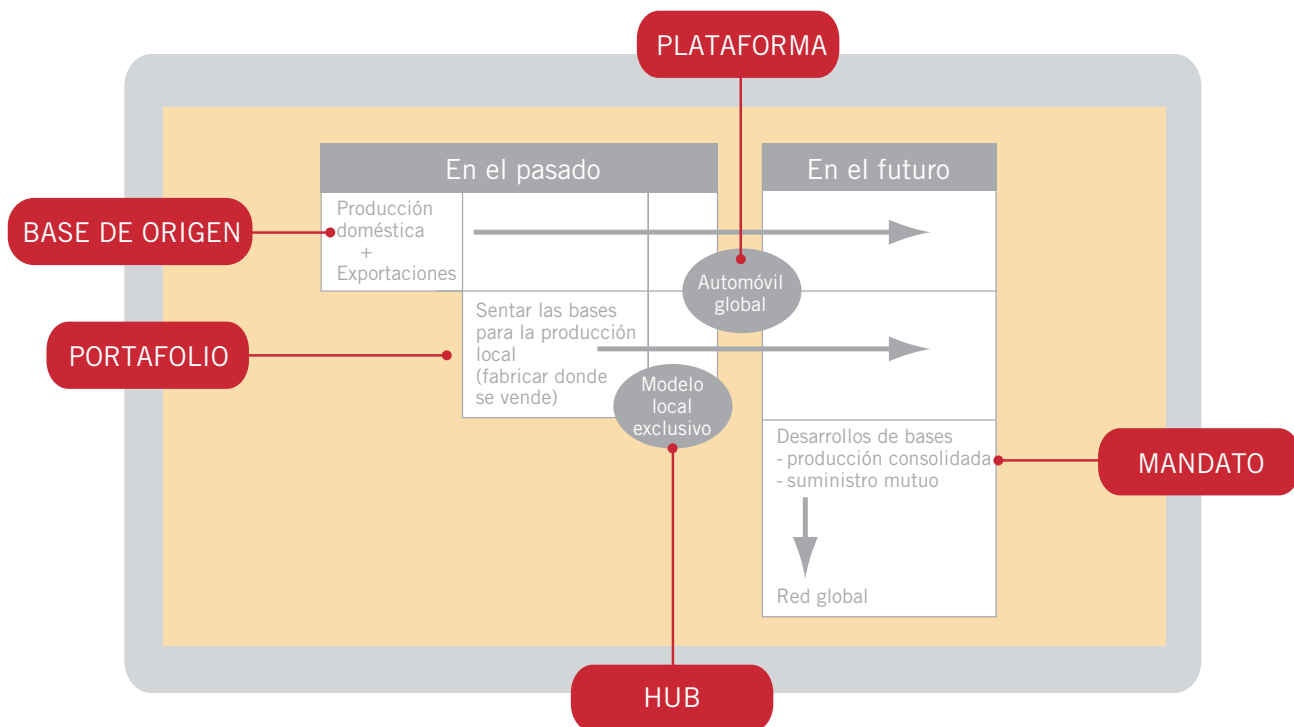 PLATAFORMA
En el pasado
En el futuro
BASE DE ORIGEN
Producción
doméstica
+
Exportaciones
Automóvil
global
PORTAFOLIO
Sentar las bases
para la producción
local
(fabricar donde
se vende)
Modelo
local
exclusivo
Desarrollos de bases
- producción consolidada
- suministro mutuo
MANDATO
Red global
HUB